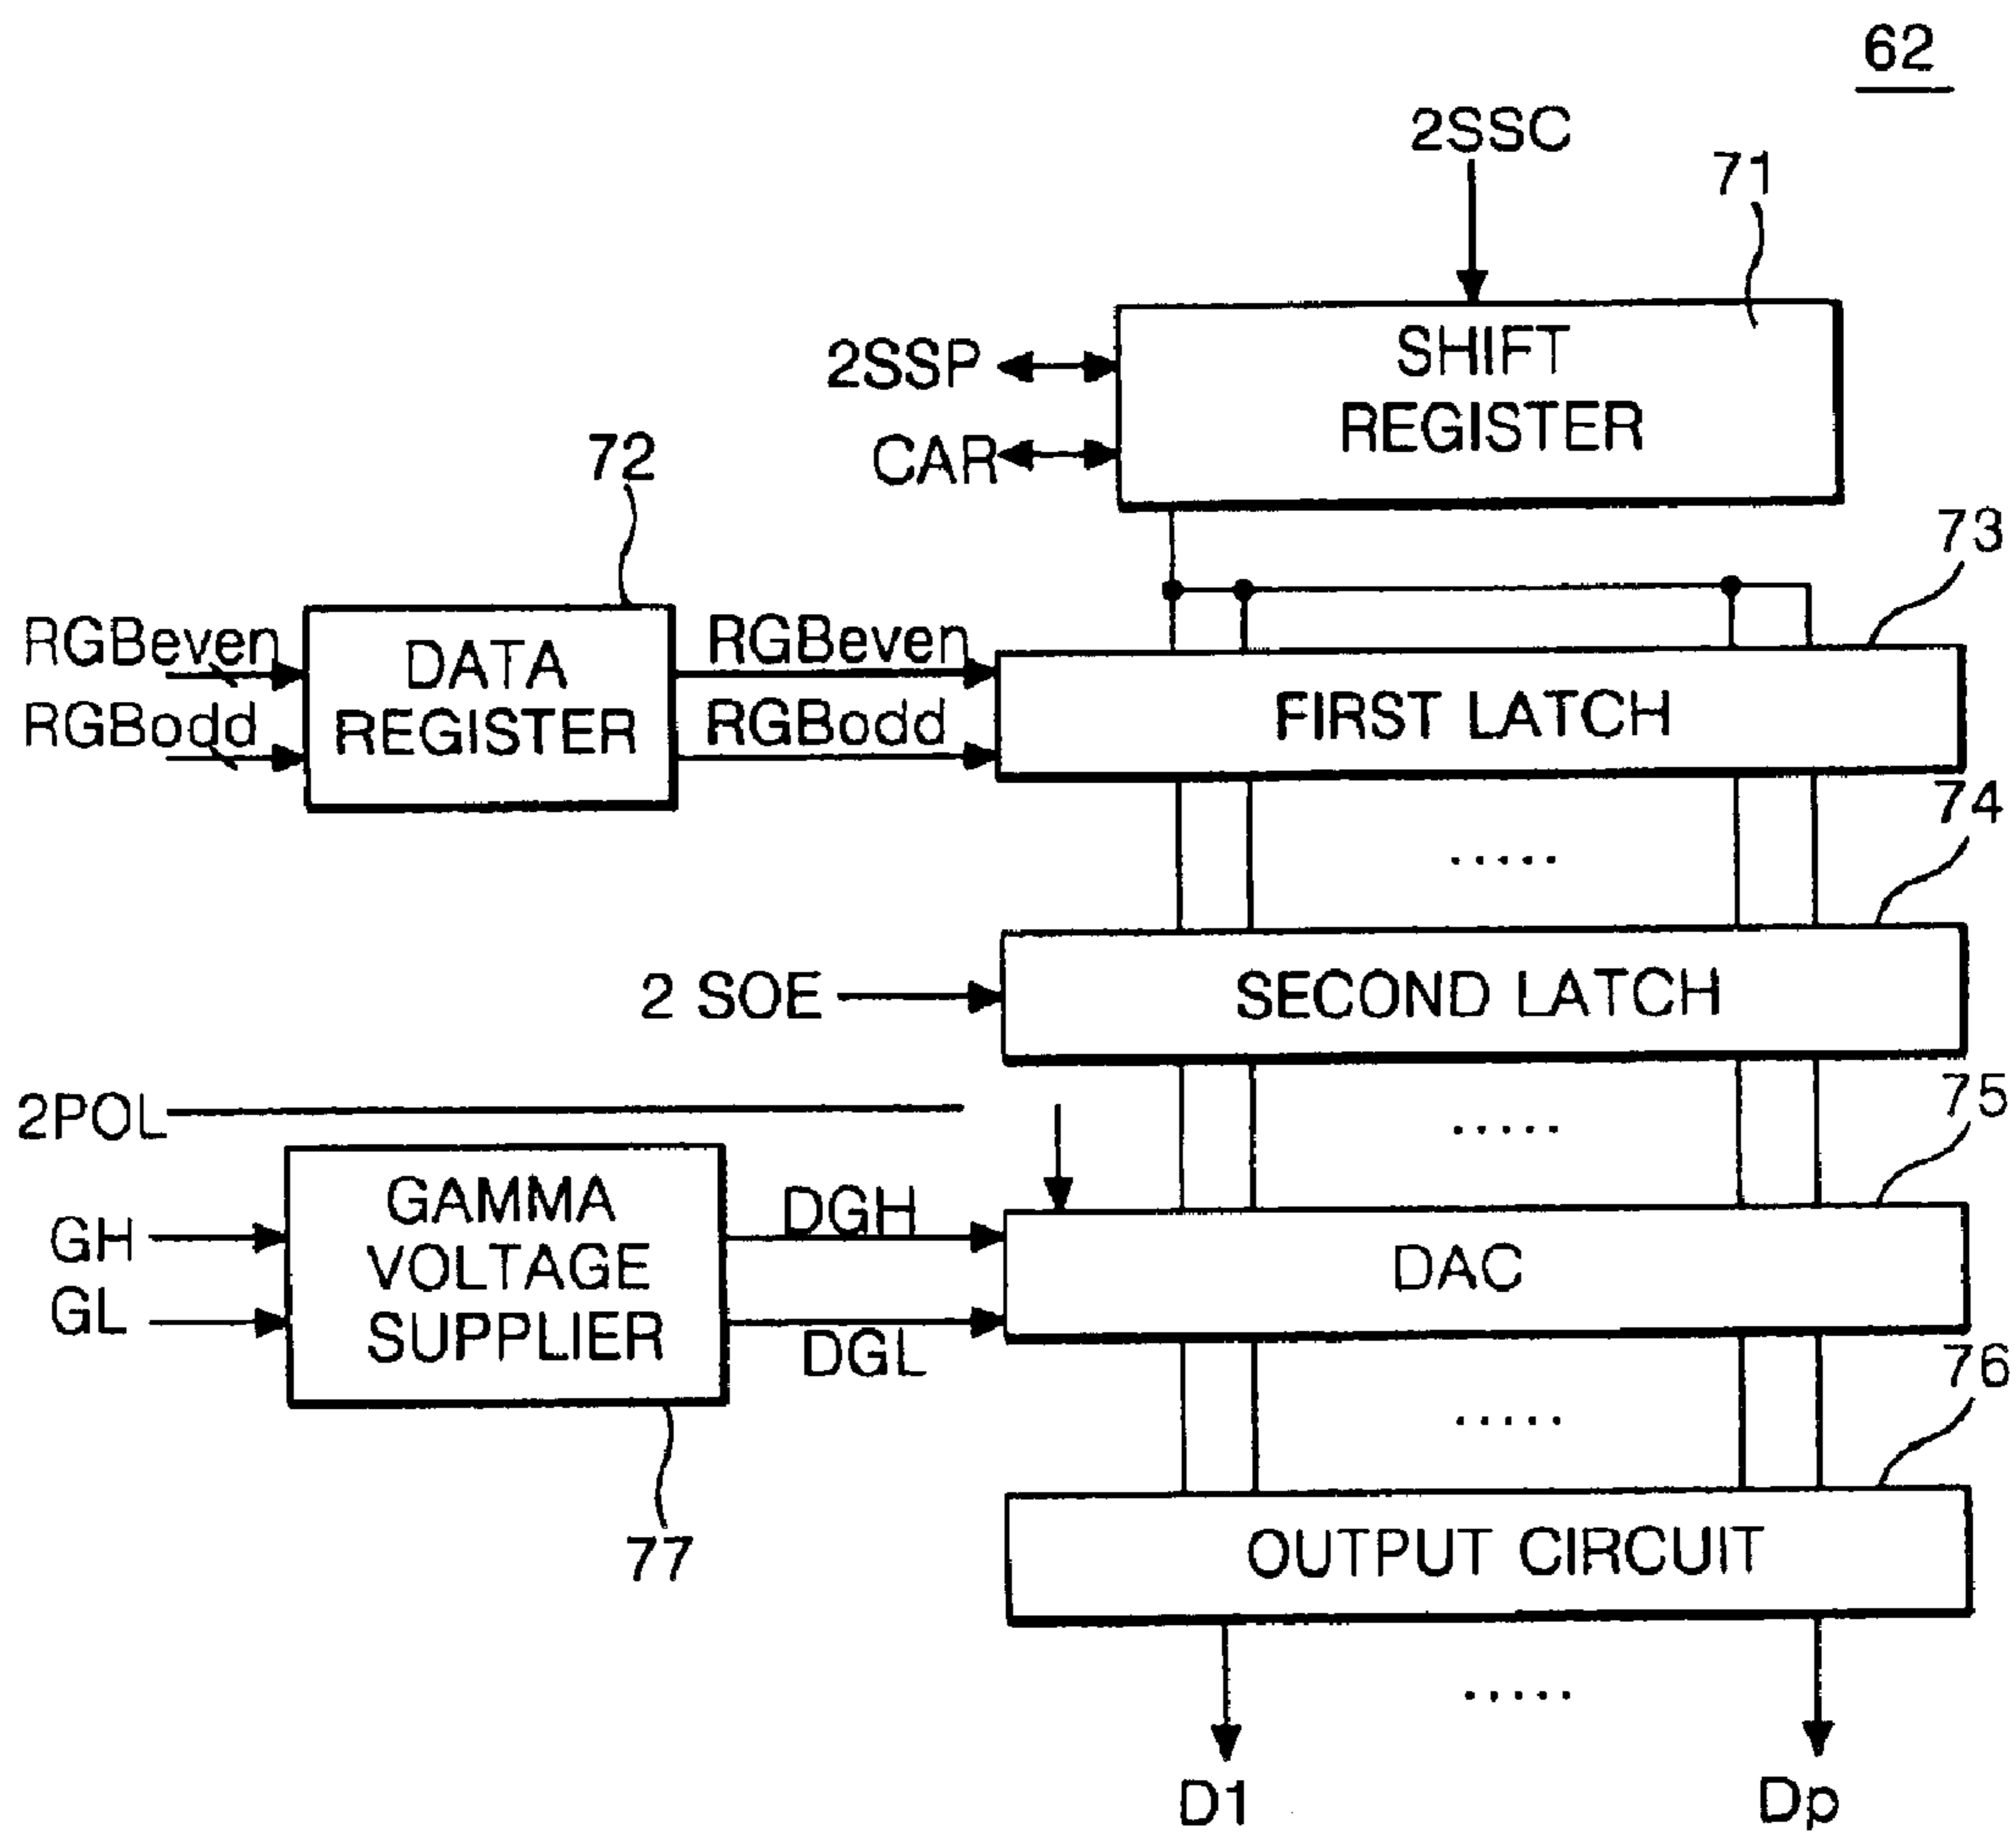 62
2SSC
71
SHIFT
REGISTER
2SSP
CAR
72
73
RGBeven
RGBodd
DATA
REGISTER
RGBeven
RGBodd
FIRST LATCH
74
.....
2 SOE
SECOND LATCH
75
2POL
.....
GAMMA
VOLTAGE
SUPPLIER
GH
GL
DGH
DGL
DAC
76
.....
77
OUTPUT CIRCUIT
.....
D1
Dp